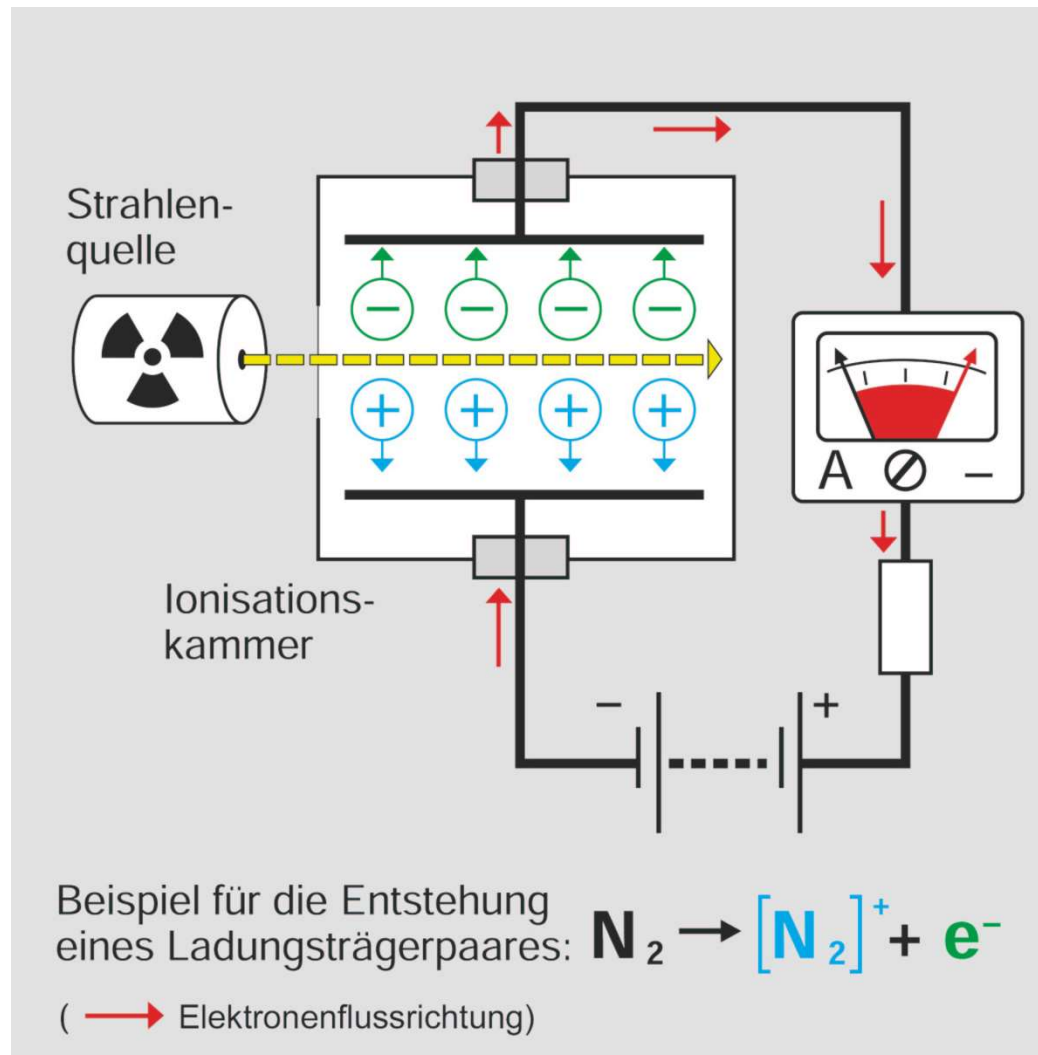 Strahlen-
quelle
A –
Ionisations-
kammer
– +
Beispiel für die Entstehung
eines Ladungsträgerpaares: N₂ → [N₂]⁺ + e⁻
( → Elektronenflussrichtung)